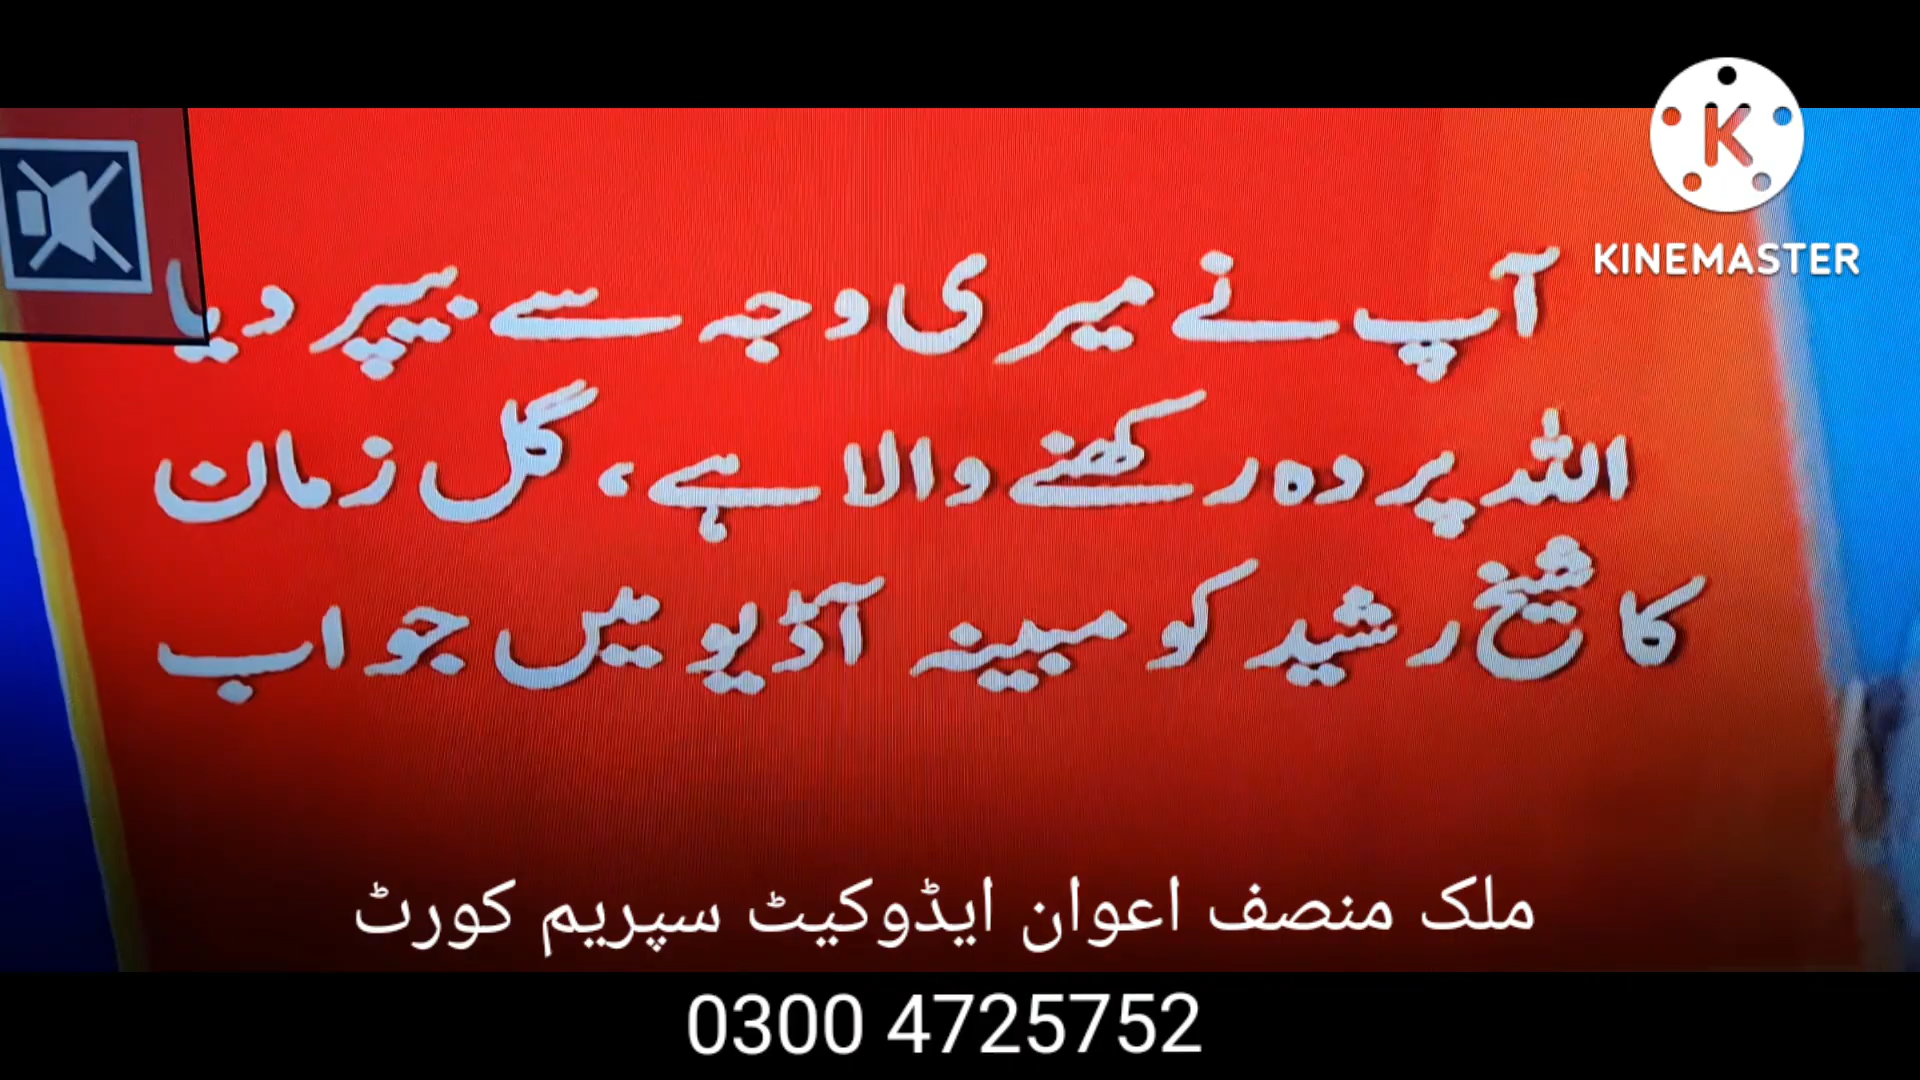 KINEMASTER
آپ نے میری وجہ سے بیپر دیا
اللہ پردہ رکھنے والا ہے، گل زمان
کا شیخ رشید کو مبینہ آڈیو میں جواب
ملک منصف اعوان ایڈوکیٹ سپریم کورٹ
0300 4725752